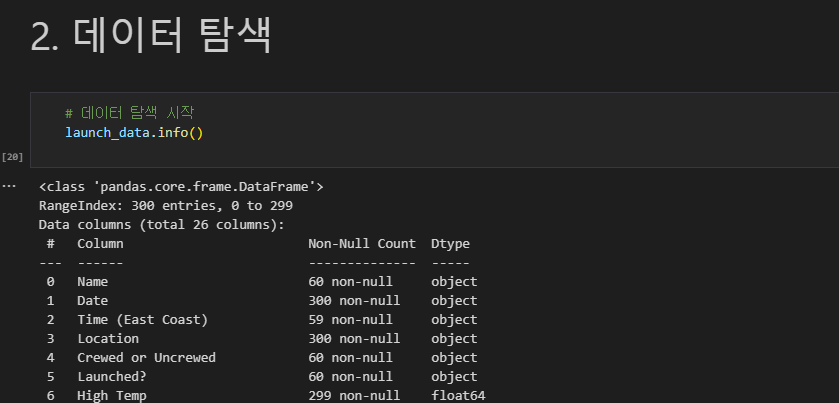 2. 데이터 탐색
# 데이터 탐색 시작
launch_data.info()
[20]
... <class 'pandas.core.frame.DataFrame'>
RangeIndex: 300 entries, 0 to 299
Data columns (total 26 columns):
#   Column                       Non-Null Count  Dtype
---  ------                       --------------  -----
0   Name                         60 non-null     object
1   Date                         300 non-null    object
2   Time (East Coast)            59 non-null     object
3   Location                     300 non-null    object
4   Crewed or Uncrewed           60 non-null     object
5   Launched?                    60 non-null     object
6   High Temp                    299 non-null    float64